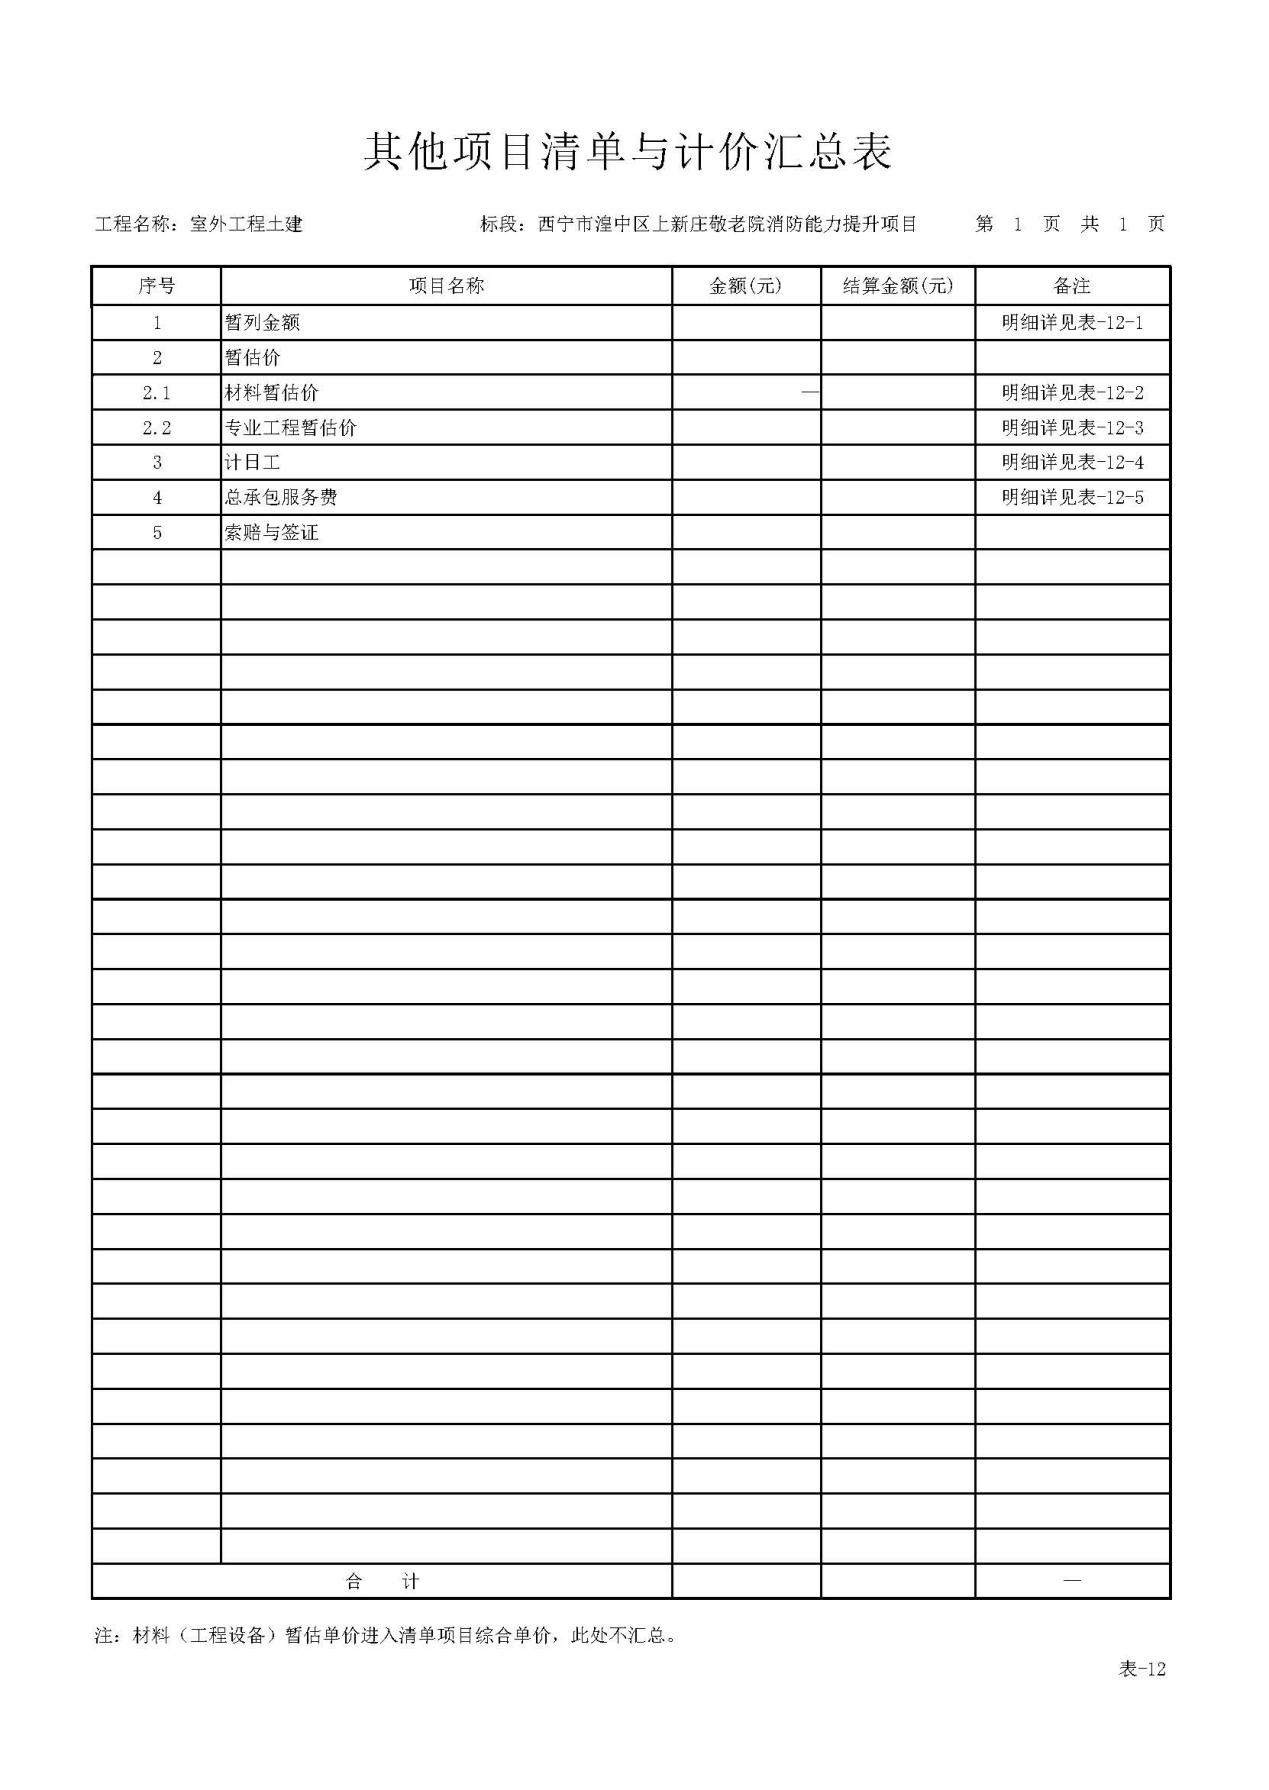 其他项目清单与计价汇总表
工程名称：室外工程土建 标段：西宁市湟中区上新庄敬老院消防能力提升项目 第 1 页 共 1 页
序号 项目名称 金额(元) 结算金额(元) 备注
1 暂列金额 明细详见表-12-1
2 暂估价
2.1 材料暂估价 — 明细详见表-12-2
2.2 专业工程暂估价 明细详见表-12-3
3 计日工 明细详见表-12-4
4 总承包服务费 明细详见表-12-5
5 索赔与签证
合 计 —
注：材料（工程设备）暂估单价进入清单项目综合单价，此处不汇总。
表-12